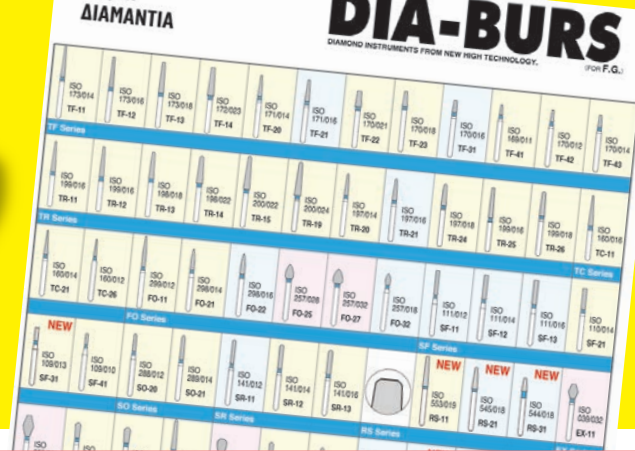 ΔΙΑΜΑΝΤΙΑ
DIA-BURS
DIAMOND INSTRUMENTS FROM NEW HIGH TECHNOLOGY.
(FOR F.G.)
ISO 173/014 TF-11
ISO 173/016 TF-12
ISO 173/018 TF-13
ISO 172/023 TF-14
ISO 171/014 TF-20
ISO 171/016 TF-21
ISO 170/021 TF-22
ISO 170/018 TF-23
ISO 170/016 TF-31
ISO 169/011 TF-41
ISO 170/012 TF-42
ISO 170/014 TF-43
TF Series
ISO 199/016 TR-11
ISO 199/016 TR-12
ISO 198/018 TR-13
ISO 198/022 TR-14
ISO 200/022 TR-15
ISO 200/024 TR-19
ISO 197/014 TR-20
ISO 197/016 TR-21
ISO 197/018 TR-24
ISO 199/016 TR-25
ISO 199/018 TR-26
ISO 160/016 TC-11
TR Series
TC Series
ISO 160/014 TC-21
ISO 160/012 TC-26
ISO 299/012 FO-11
ISO 298/014 FO-21
ISO 298/016 FO-22
ISO 257/028 FO-25
ISO 257/032 FO-27
ISO 257/018 FO-32
ISO 111/012 SF-11
ISO 111/014 SF-12
ISO 111/016 SF-13
ISO 110/014 SF-21
FO Series
SF Series
NEW
ISO 109/013 SF-31
ISO 109/010 SF-41
ISO 288/012 SO-20
ISO 288/014 SO-21
ISO 141/012 SR-11
ISO 141/014 SR-12
ISO 141/016 SR-13
NEW
ISO 553/019 RS-11
NEW
ISO 545/018 RS-21
NEW
ISO 544/018 RS-31
ISO 039/032 EX-11
SO Series
SR Series
RS Series
ISO
ISO
ISO
ISO